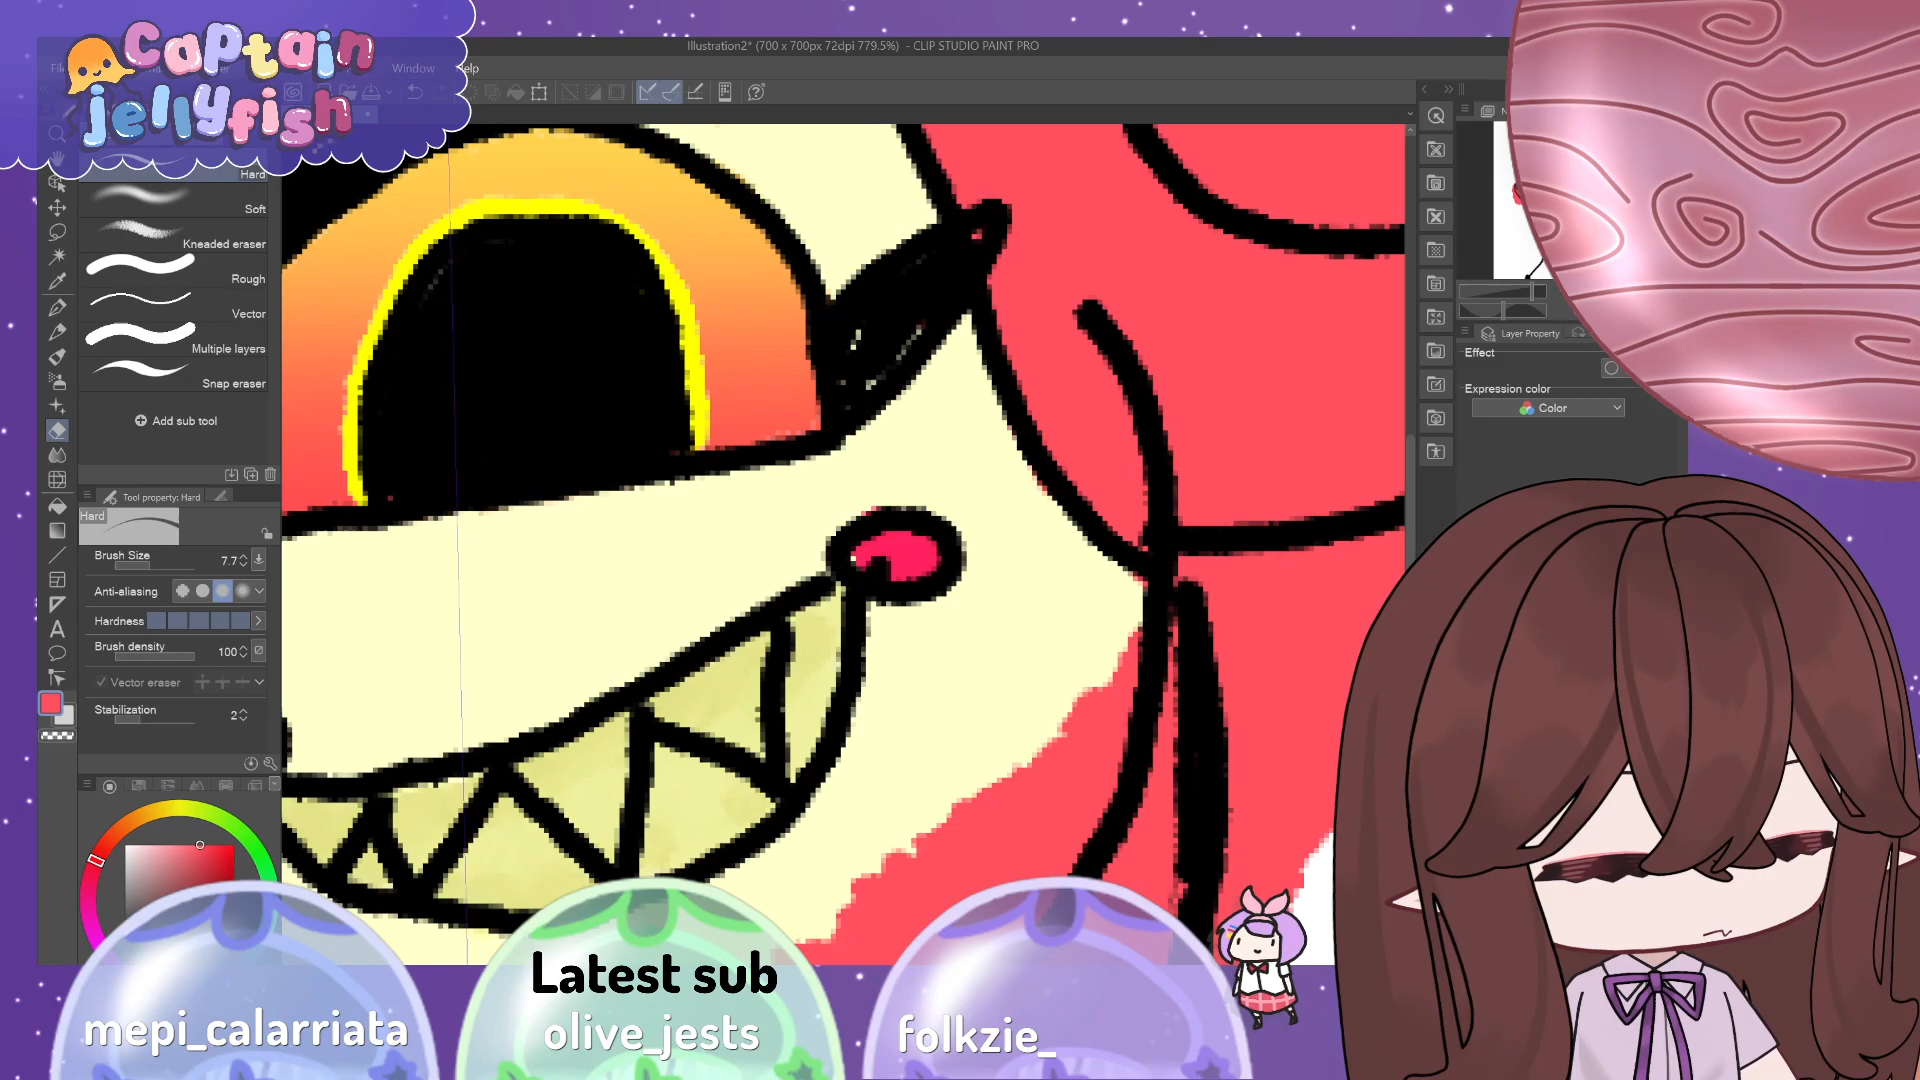 Captain
jellyfish
Illustration2* (700 x 700px 72dpi 779.5%) - CLIP STUDIO PAINT PRO
Window
Hard
Soft
Kneaded eraser
Rough
Vector
Multiple layers
Snap eraser
Add sub tool
Tool property: Hard
Hard
Brush Size
7.7
Anti-aliasing
Hardness
Brush density
100
Vector eraser
Stabilization
2
Layer Property
Effect
Expression color
Color
Latest sub
mepi_calarriata
olive_jests
folkzie_